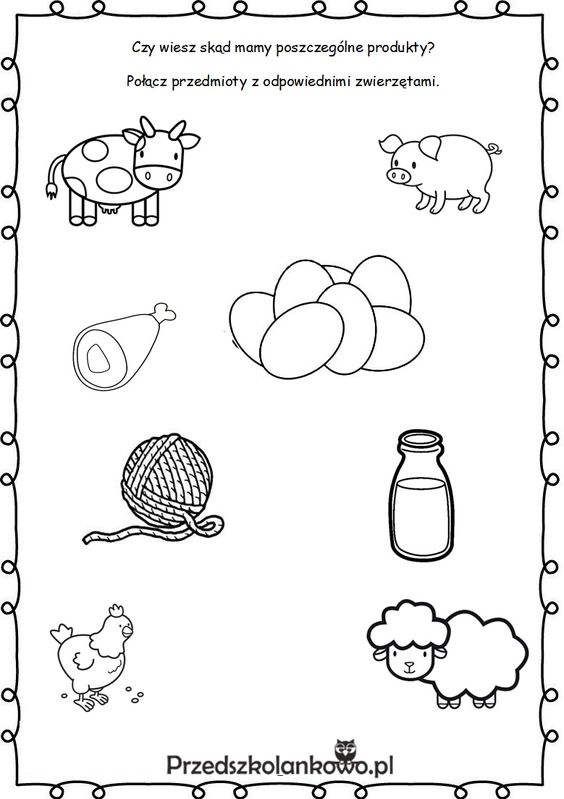 Czy wiesz skąd mamy poszczególne produkty?
Połącz przedmioty z odpowiednimi zwierzętami.
Przedszkolankowo.pl